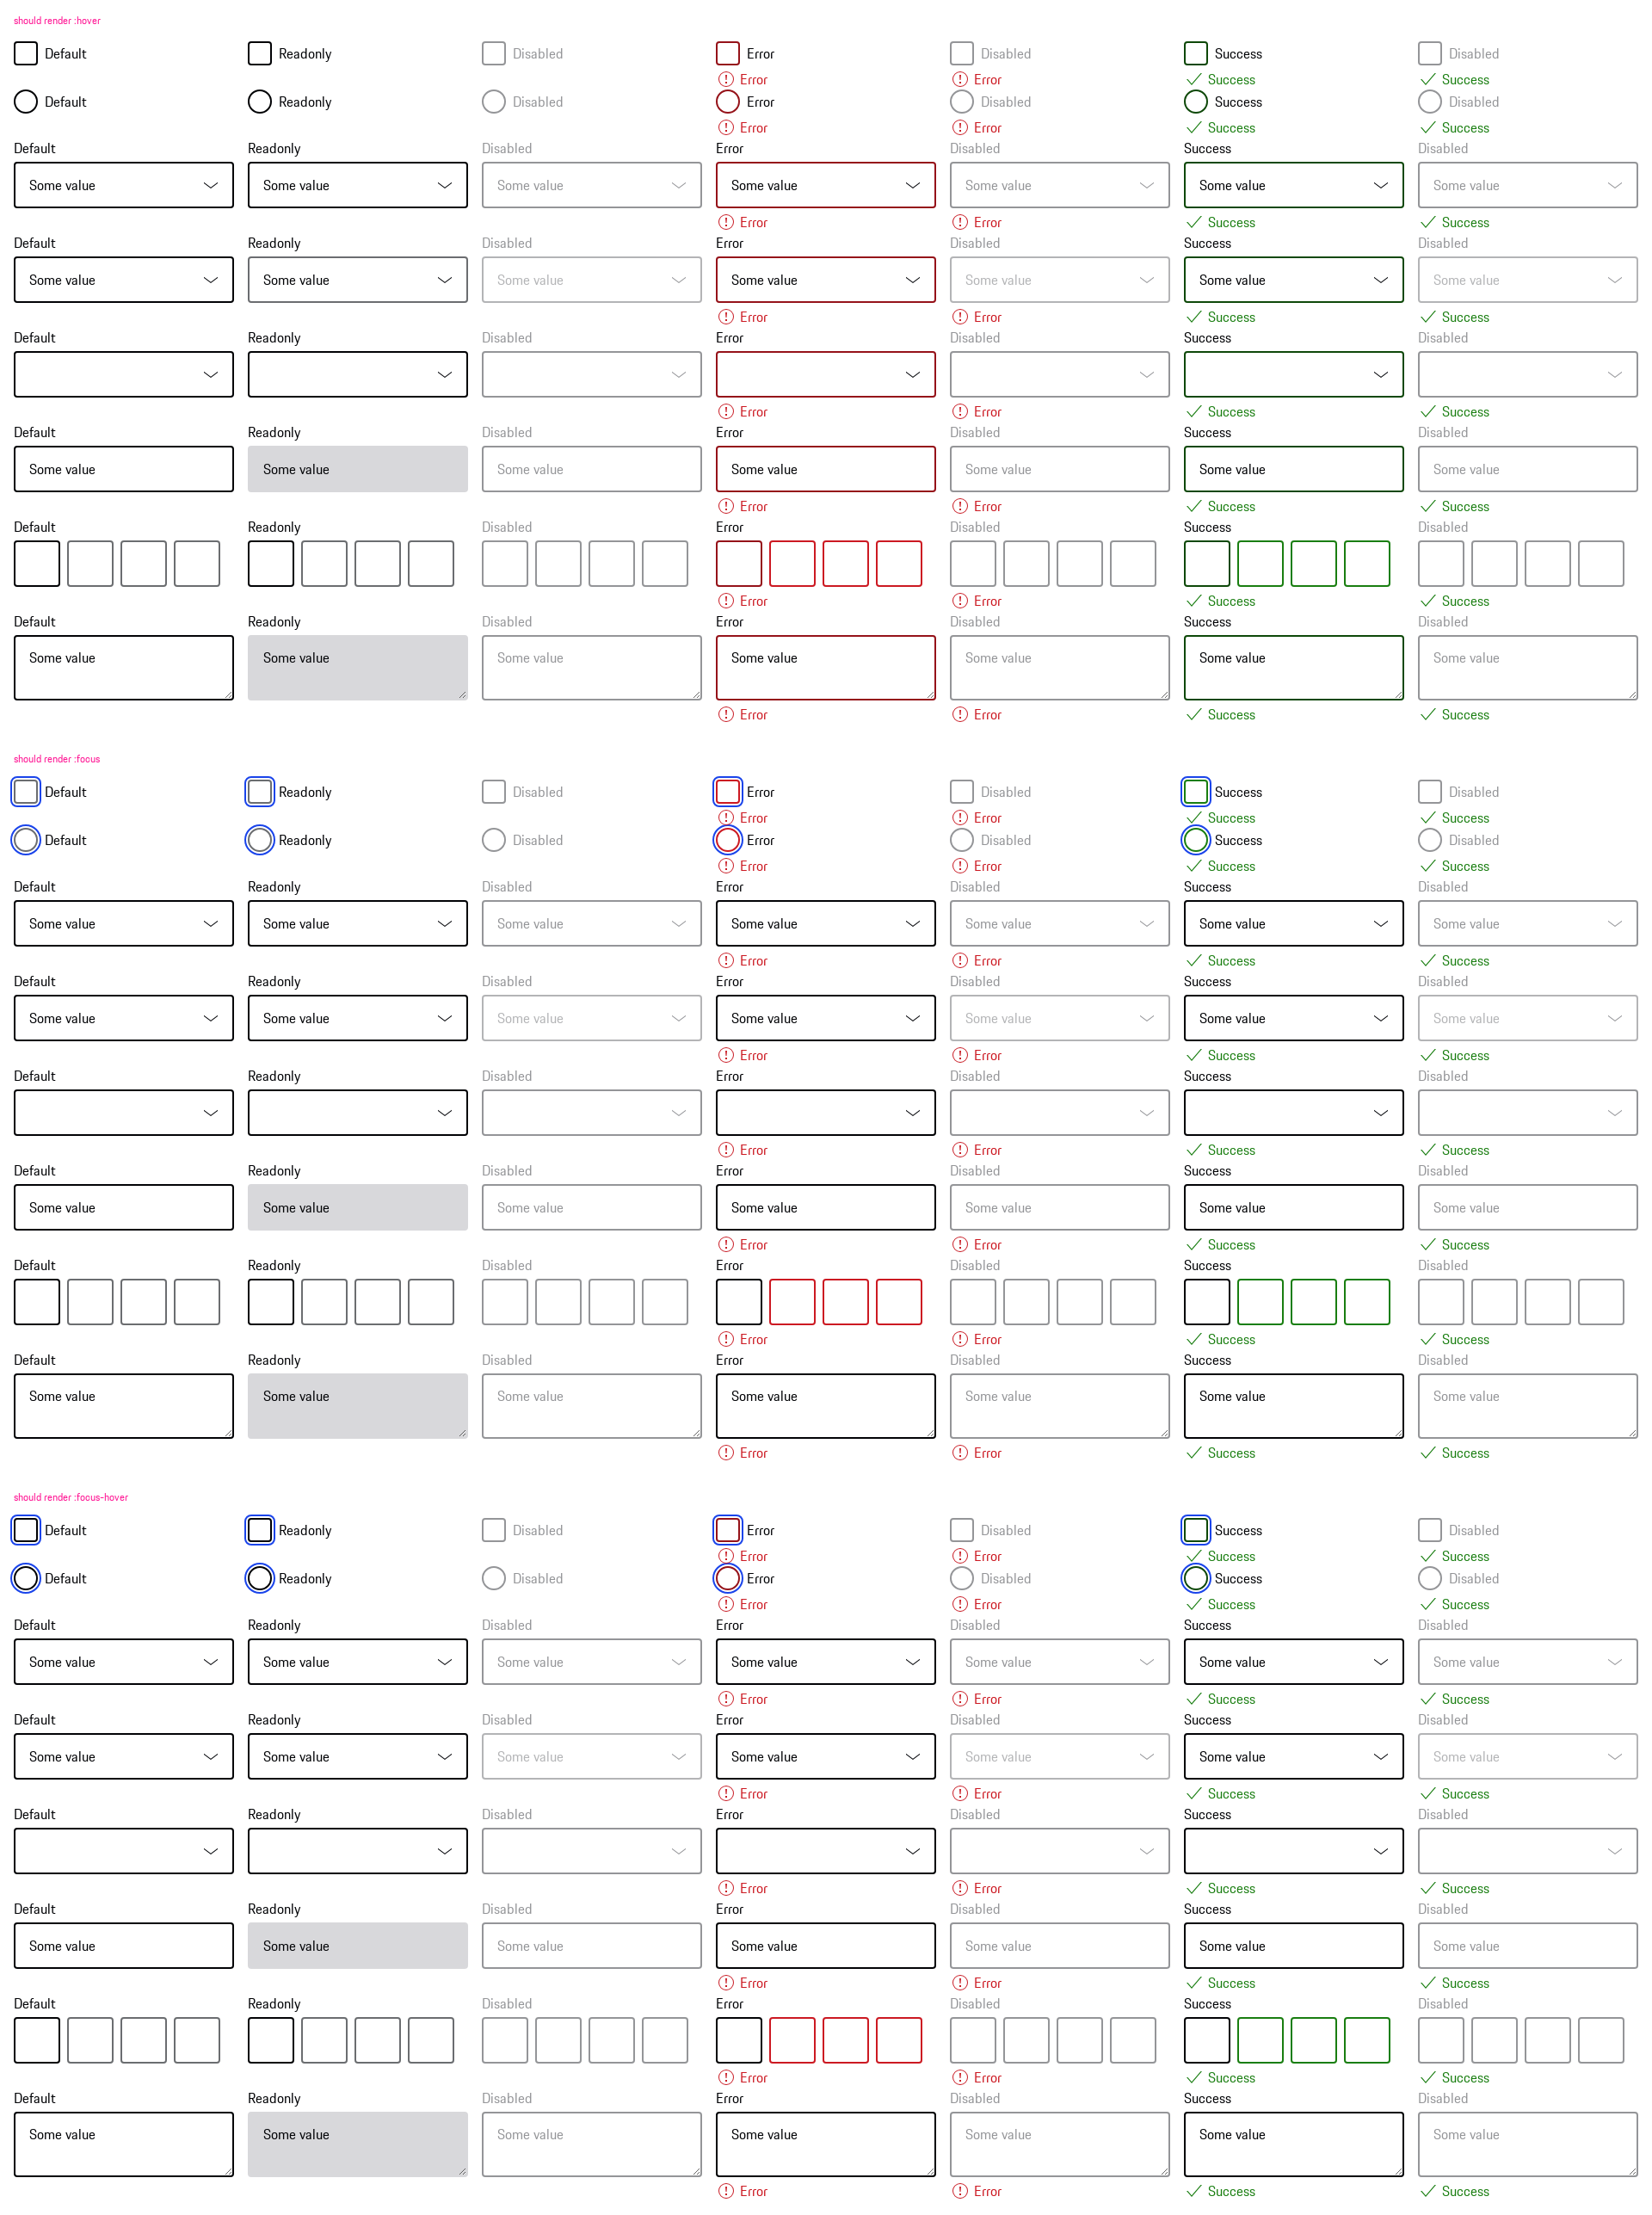 should render :hover
Default Readonly Disabled Error Disabled Success Disabled
Error Error Success Success
Default Readonly Disabled Error Disabled Success Disabled
Error Error Success Success
Default Readonly Disabled Error Disabled Success Disabled
Some value Some value Some value Some value Some value Some value Some value
Error Error Success Success
Default Readonly Disabled Error Disabled Success Disabled
Some value Some value Some value Some value Some value Some value Some value
Error Error Success Success
Default Readonly Disabled Error Disabled Success Disabled
Error Error Success Success
Default Readonly Disabled Error Disabled Success Disabled
Some value Some value Some value Some value Some value Some value Some value
Error Error Success Success
Default Readonly Disabled Error Disabled Success Disabled
Error Error Success Success
Default Readonly Disabled Error Disabled Success Disabled
Some value Some value Some value Some value Some value Some value Some value
Error Error Success Success
should render :focus
Default Readonly Disabled Error Disabled Success Disabled
Error Error Success Success
Default Readonly Disabled Error Disabled Success Disabled
Error Error Success Success
Default Readonly Disabled Error Disabled Success Disabled
Some value Some value Some value Some value Some value Some value Some value
Error Error Success Success
Default Readonly Disabled Error Disabled Success Disabled
Some value Some value Some value Some value Some value Some value Some value
Error Error Success Success
Default Readonly Disabled Error Disabled Success Disabled
Error Error Success Success
Default Readonly Disabled Error Disabled Success Disabled
Some value Some value Some value Some value Some value Some value Some value
Error Error Success Success
Default Readonly Disabled Error Disabled Success Disabled
Error Error Success Success
Default Readonly Disabled Error Disabled Success Disabled
Some value Some value Some value Some value Some value Some value Some value
Error Error Success Success
should render :focus-hover
Default Readonly Disabled Error Disabled Success Disabled
Error Error Success Success
Default Readonly Disabled Error Disabled Success Disabled
Error Error Success Success
Default Readonly Disabled Error Disabled Success Disabled
Some value Some value Some value Some value Some value Some value Some value
Error Error Success Success
Default Readonly Disabled Error Disabled Success Disabled
Some value Some value Some value Some value Some value Some value Some value
Error Error Success Success
Default Readonly Disabled Error Disabled Success Disabled
Error Error Success Success
Default Readonly Disabled Error Disabled Success Disabled
Some value Some value Some value Some value Some value Some value Some value
Error Error Success Success
Default Readonly Disabled Error Disabled Success Disabled
Error Error Success Success
Default Readonly Disabled Error Disabled Success Disabled
Some value Some value Some value Some value Some value Some value Some value
Error Error Success Success